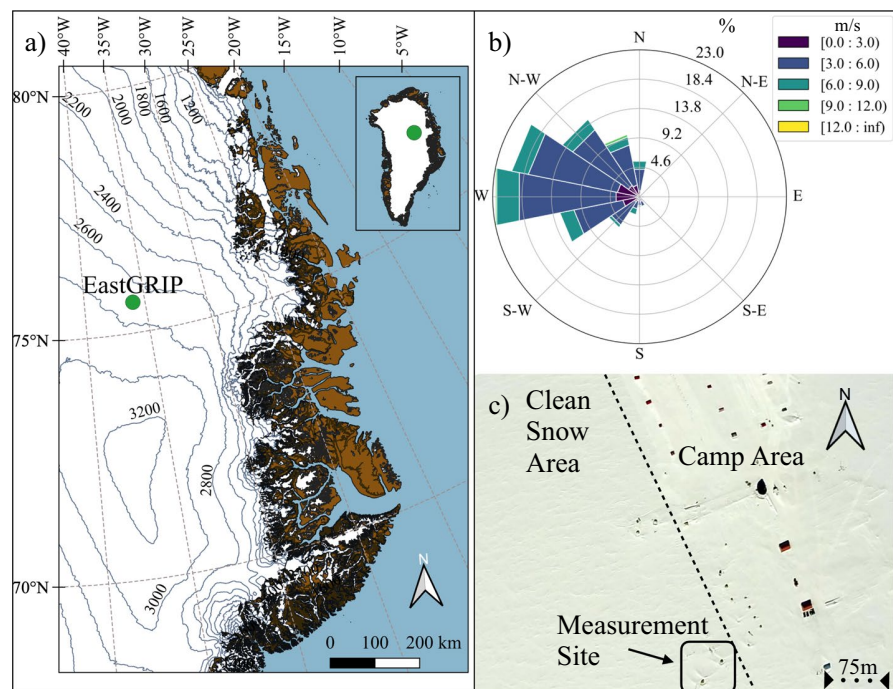 a)
40°W
35°W
30°W
25°W
20°W
15°W
10°W
5°W
80°N
75°N
70°N
2200
2000
1800
1600
1200
2400
2600
EastGRIP
3200
2800
3000
N
0 100 200 km
b)
%
m/s
N
23.0
18.4
13.8
9.2
4.6
N-W
N-E
W
E
S-W
S-E
S
[0.0 : 3.0)
[3.0 : 6.0)
[6.0 : 9.0)
[9.0 : 12.0)
[12.0 : inf)
c)
Clean
Snow
Area
Camp Area
N
Measurement
Site
75m